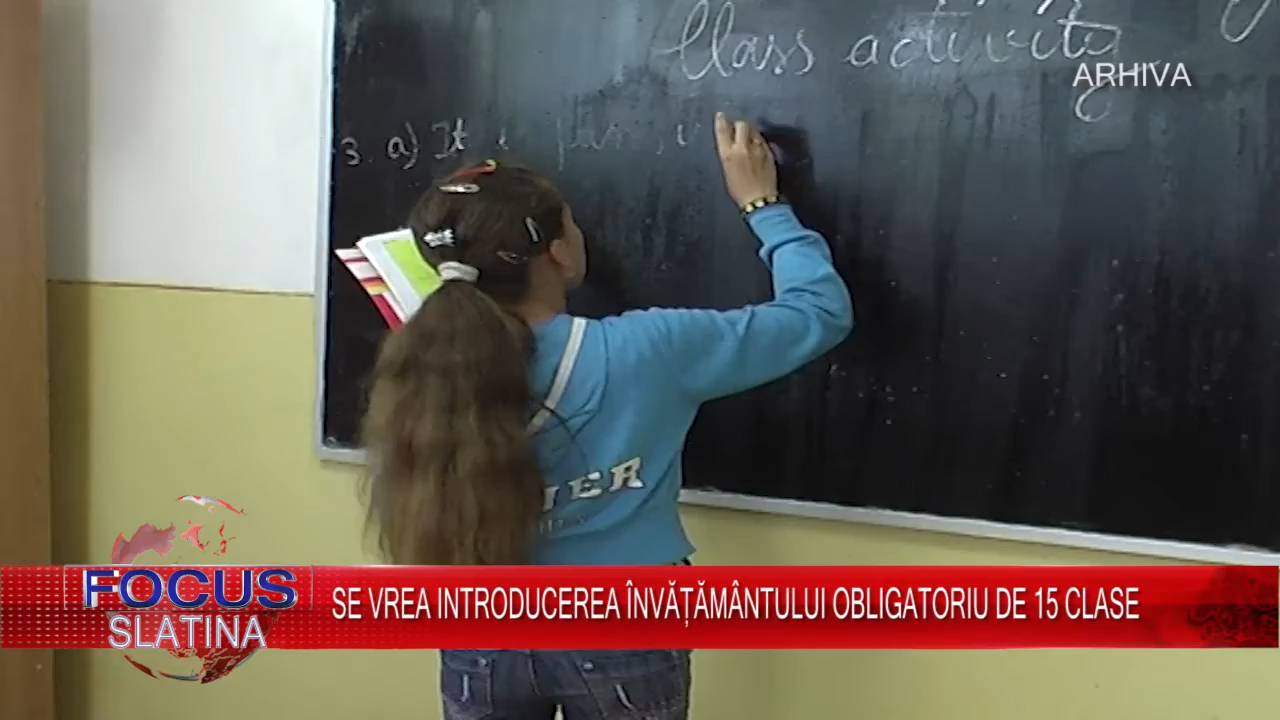 Class activity
ARHIVA
3. a) It
IER
FOCUS
SLATINA
SE VREA INTRODUCEREA ÎNVĂȚĂMÂNTULUI OBLIGATORIU DE 15 CLASE